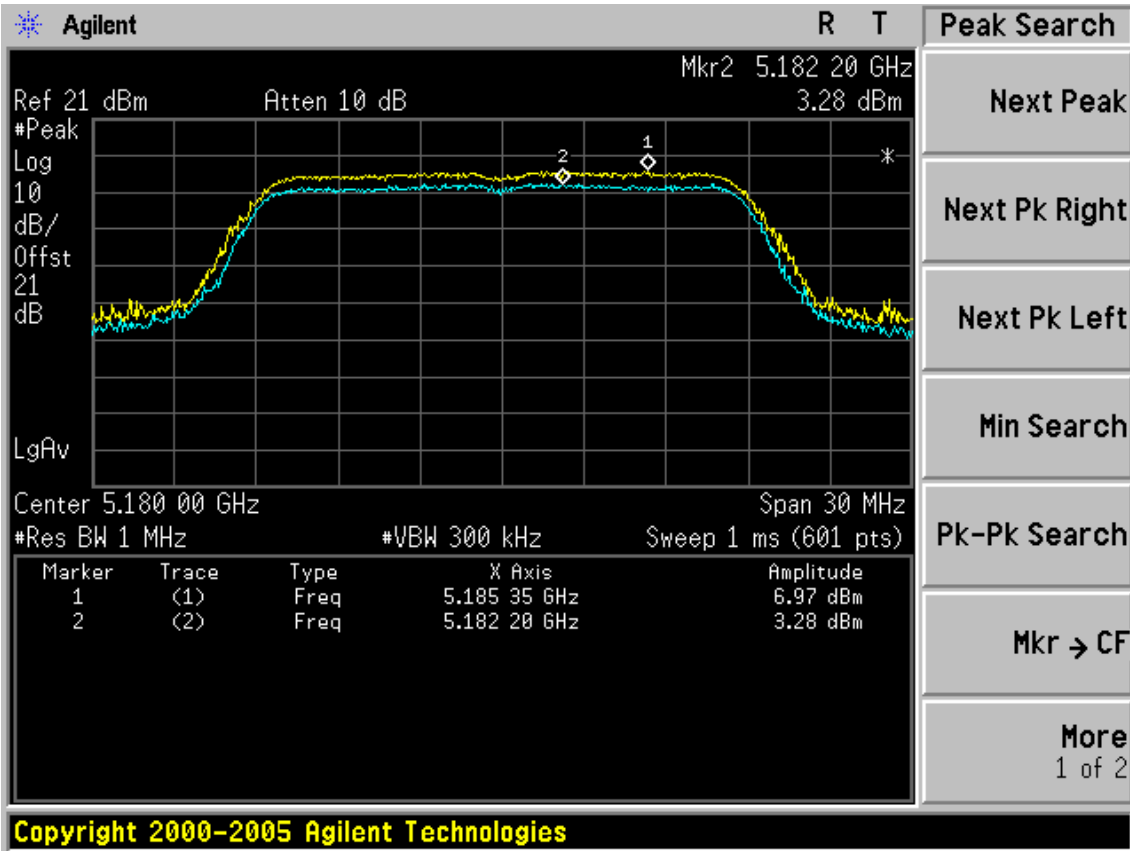 Agilent R T
Peak Search
Mkr2 5.182 20 GHz
Ref 21 dBm Atten 10 dB 3.28 dBm
#Peak
Log
10
dB/
Offst
21
dB
LgAv
1
2
*
Center 5.180 00 GHz Span 30 MHz
#Res BW 1 MHz #VBW 300 kHz Sweep 1 ms (601 pts)
Marker Trace Type X Axis Amplitude
1 (1) Freq 5.185 35 GHz 6.97 dBm
2 (2) Freq 5.182 20 GHz 3.28 dBm
Next Peak
Next Pk Right
Next Pk Left
Min Search
Pk-Pk Search
Mkr → CF
More
1 of 2
Copyright 2000-2005 Agilent Technologies